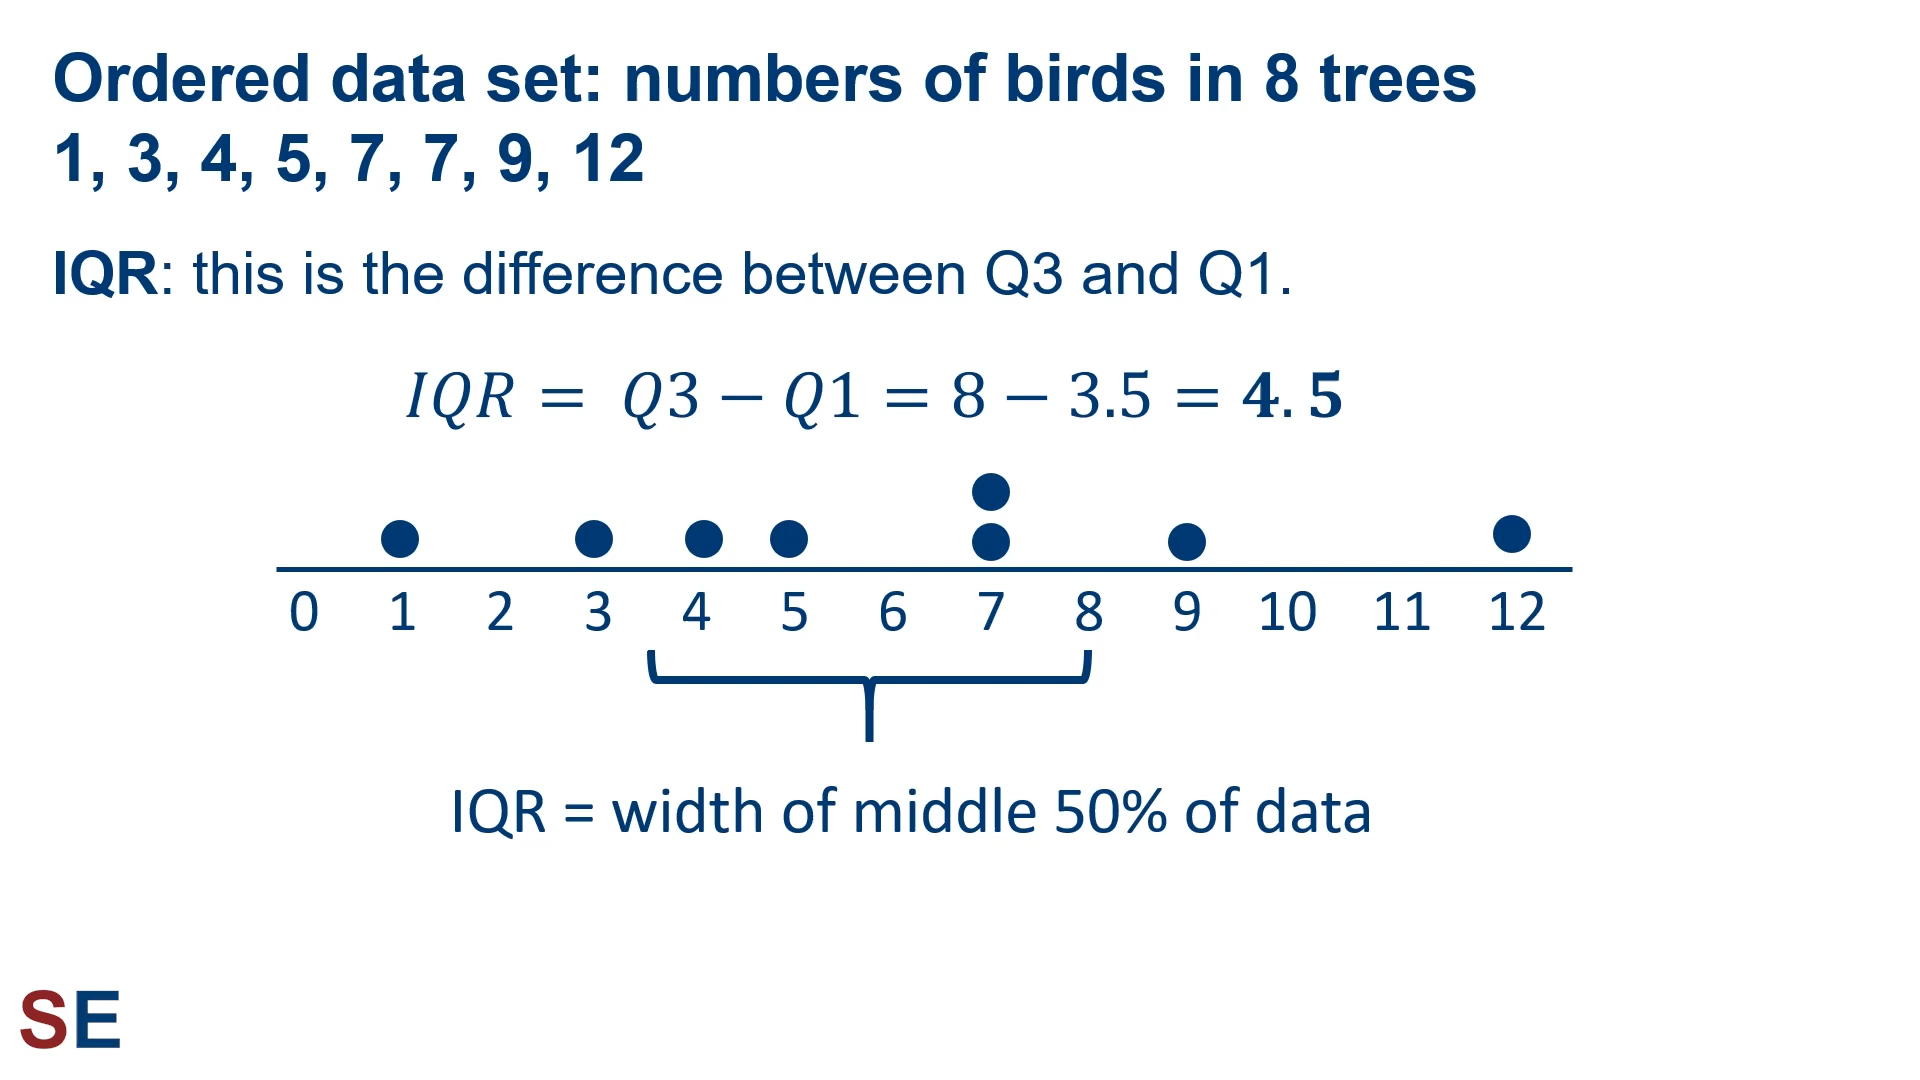 Ordered data set: numbers of birds in 8 trees
1, 3, 4, 5, 7, 7, 9, 12
IQR: this is the difference between Q3 and Q1.
𝐼𝑄𝑅 = 𝑄3 − 𝑄1 = 8 − 3.5 = 𝟒.𝟓
0 1 2 3 4 5 6 7 8 9 10 11 12
IQR = width of middle 50% of data
SE